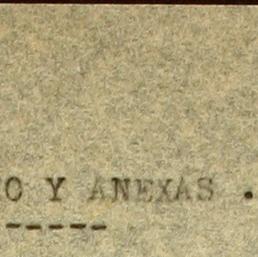 O Y ANEXAS .
-----